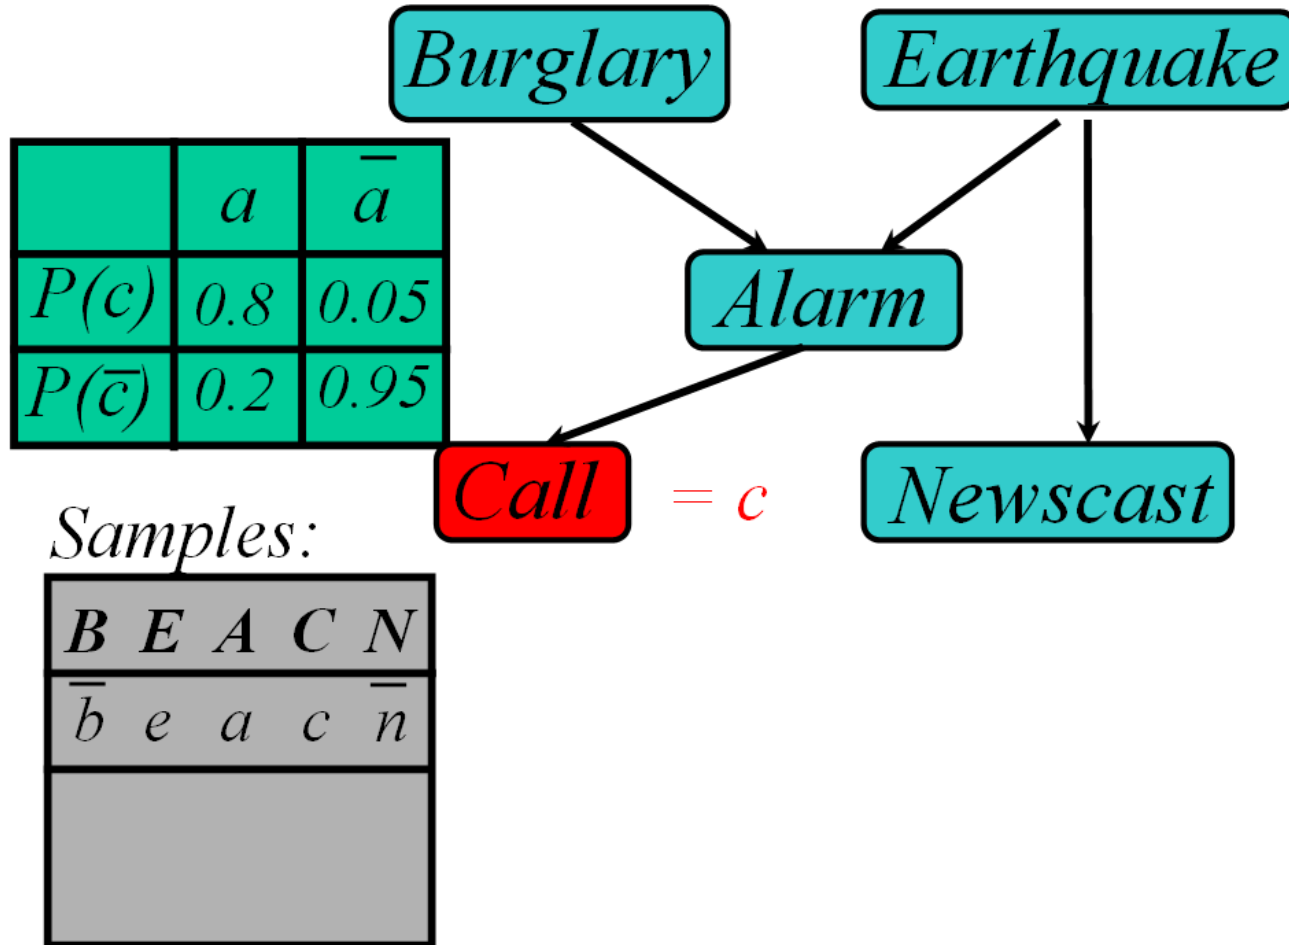 Burglary
Earthquake
a a̅
P(c) 0.8 0.05
P(c̅) 0.2 0.95
Alarm
Call = c
Newscast
Samples:
B E A C N
b̅ e a c n̅